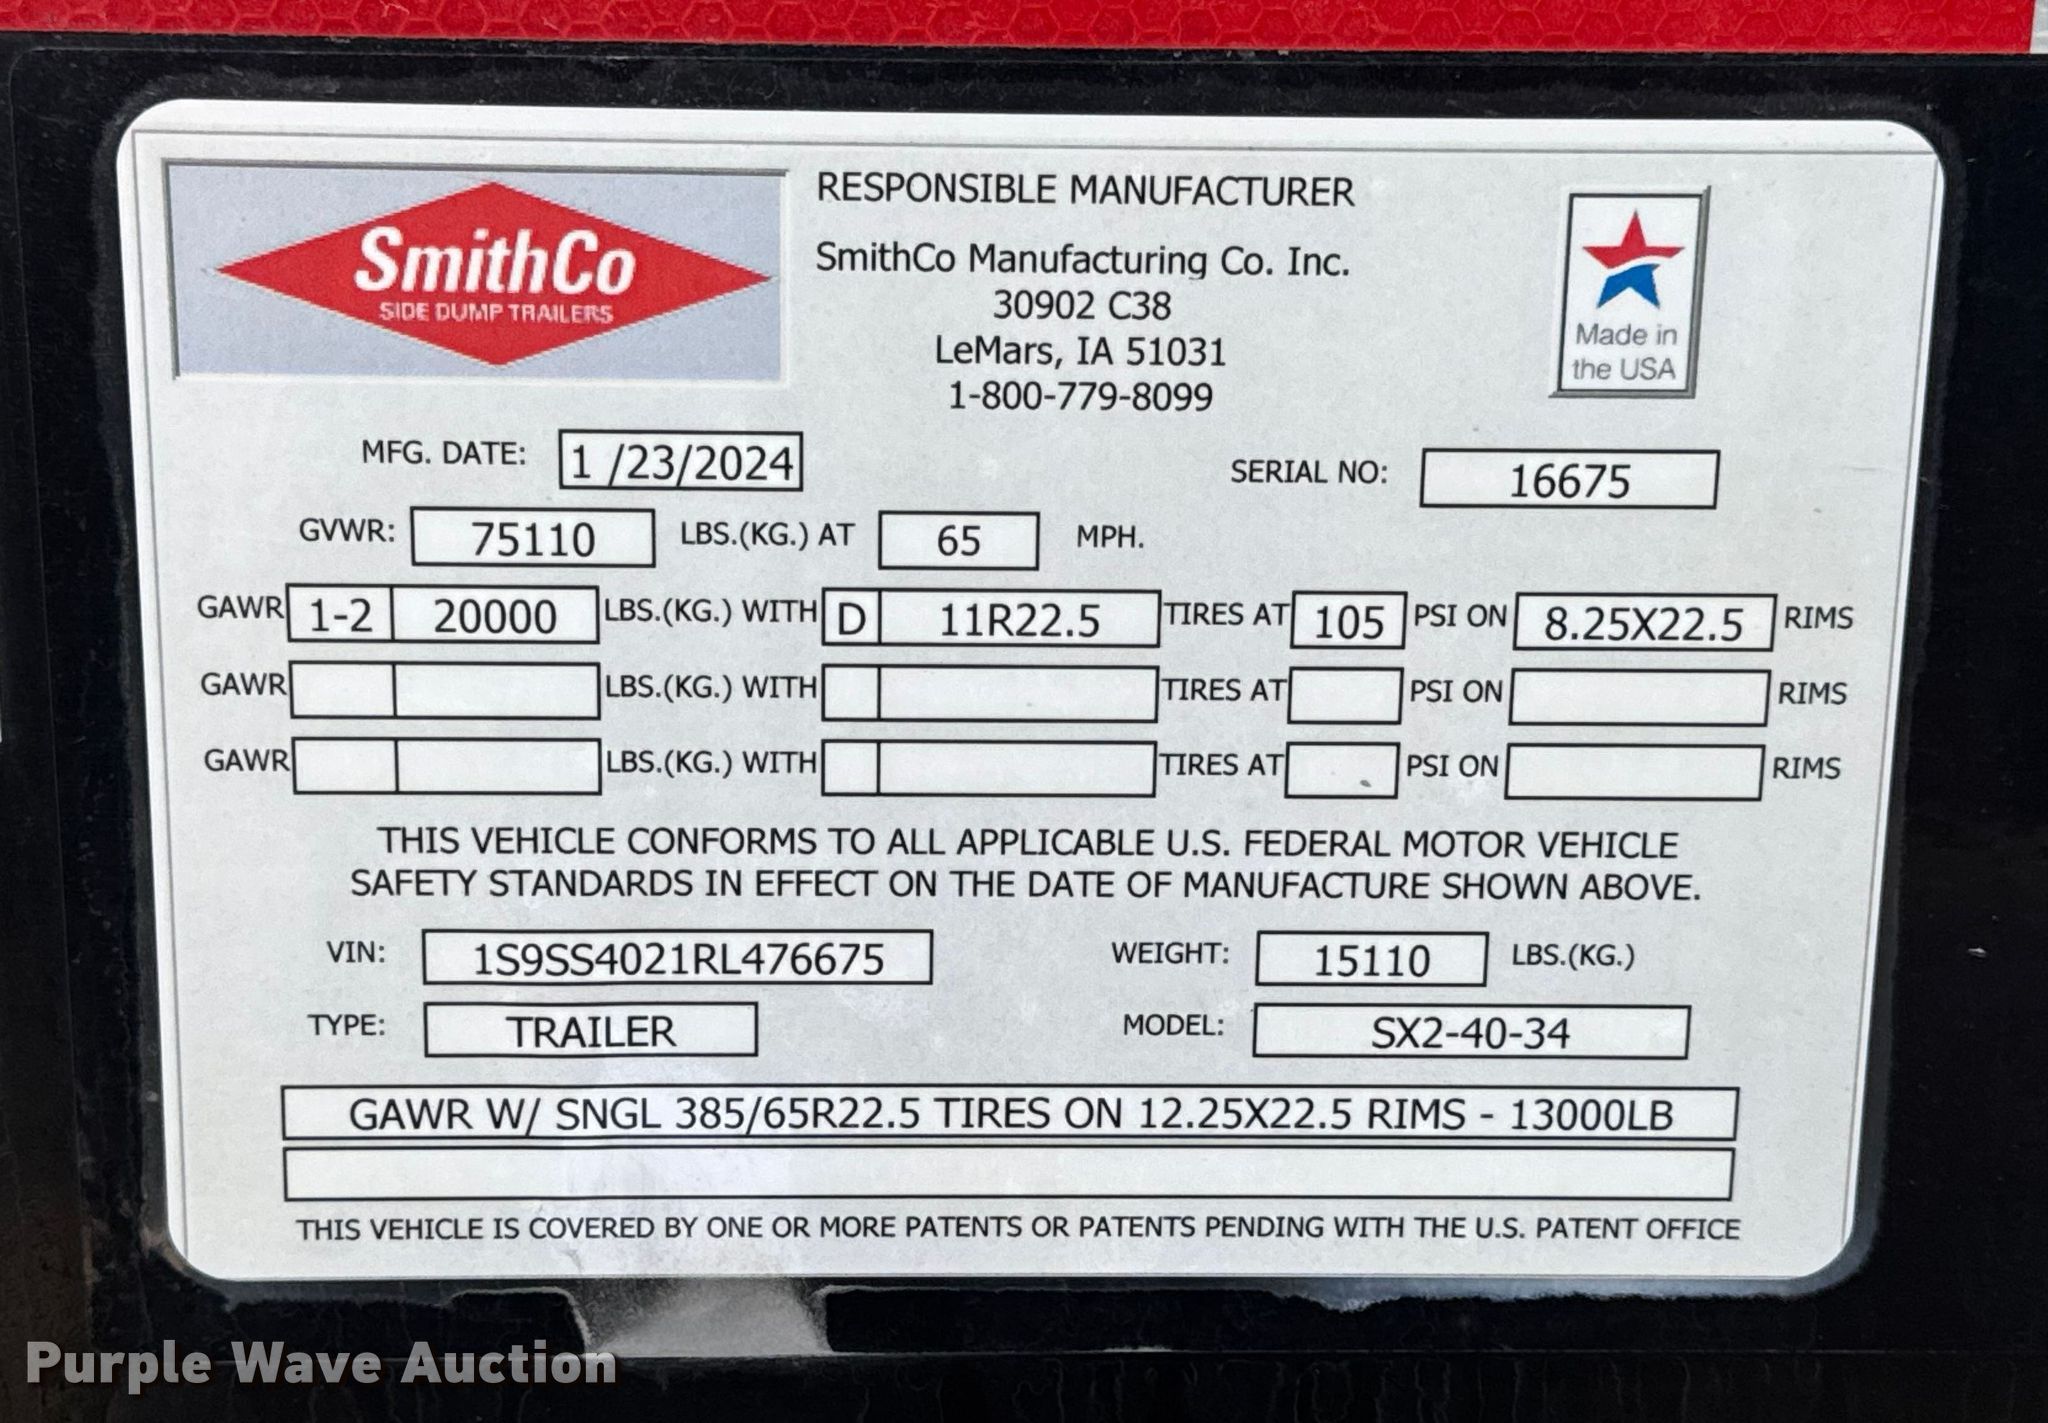 SmithCo
SIDE DUMP TRAILERS
RESPONSIBLE MANUFACTURER
SmithCo Manufacturing Co. Inc.
30902 C38
LeMars, IA 51031
1-800-779-8099
Made in
the USA
MFG. DATE: 1 /23/2024 SERIAL NO: 16675
GVWR: 75110 LBS.(KG.) AT 65 MPH.
GAWR 1-2 20000 LBS.(KG.) WITH D 11R22.5 TIRES AT 105 PSI ON 8.25X22.5 RIMS
GAWR LBS.(KG.) WITH TIRES AT PSI ON RIMS
GAWR LBS.(KG.) WITH TIRES AT PSI ON RIMS
THIS VEHICLE CONFORMS TO ALL APPLICABLE U.S. FEDERAL MOTOR VEHICLE
SAFETY STANDARDS IN EFFECT ON THE DATE OF MANUFACTURE SHOWN ABOVE.
VIN: 1S9SS4021RL476675 WEIGHT: 15110 LBS.(KG.)
TYPE: TRAILER MODEL: SX2-40-34
GAWR W/ SNGL 385/65R22.5 TIRES ON 12.25X22.5 RIMS - 13000LB
THIS VEHICLE IS COVERED BY ONE OR MORE PATENTS OR PATENTS PENDING WITH THE U.S. PATENT OFFICE
Purple Wave Auction